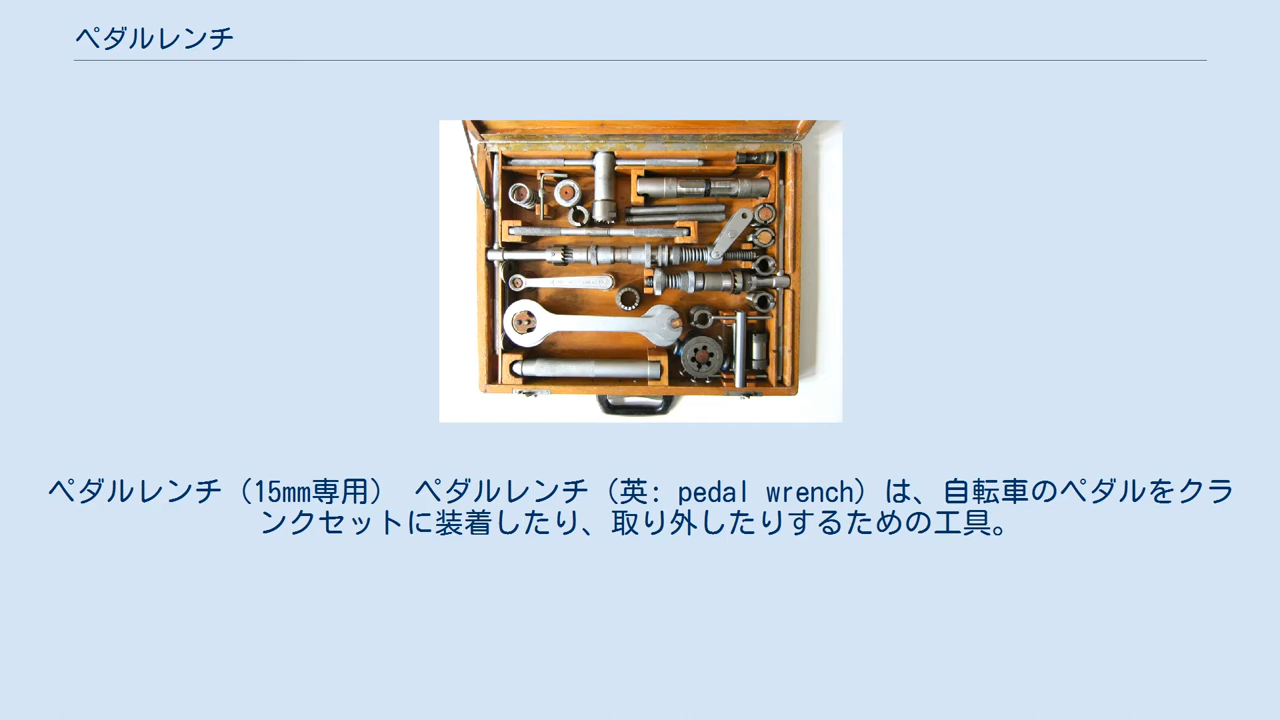 ペダルレンチ
ペダルレンチ（15mm専用） ペダルレンチ（英: pedal wrench）は、自転車のペダルをクラ
ンクセットに装着したり、取り外したりするための工具。